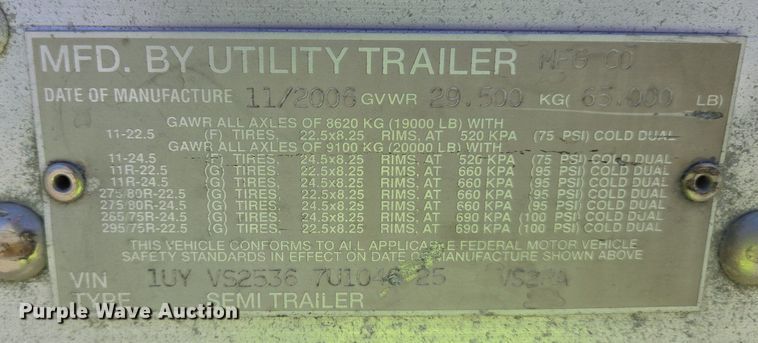 MFD. BY UTILITY TRAILER MFG CO
DATE OF MANUFACTURE 11/2006 GVWR 29.500 KG( 65.000 LB)
GAWR ALL AXLES OF 8620 KG (19000 LB) WITH
11-22.5 (F) TIRES, 22.5x8.25 RIMS, AT 520 KPA (75 PSI) COLD DUAL
GAWR ALL AXLES OF 9100 KG (20000 LB) WITH
11-24.5 (F) TIRES, 24.5x8.25 RIMS, AT 520 KPA (75 PSI) COLD DUAL
11R-22.5 (G) TIRES, 22.5x8.25 RIMS, AT 660 KPA (95 PSI) COLD DUAL
11R-24.5 (G) TIRES, 24.5x8.25 RIMS, AT 660 KPA (95 PSI) COLD DUAL
275/80R-22.5 (G) TIRES, 22.5x8.25 RIMS, AT 660 KPA (95 PSI) COLD DUAL
275/80R-24.5 (G) TIRES, 24.5x8.25 RIMS, AT 660 KPA (95 PSI) COLD DUAL
285/75R-24.5 (G) TIRES, 24.5x8.25 RIMS, AT 690 KPA (100 PSI) COLD DUAL
295/75R-22.5 (G) TIRES, 22.5x8.25 RIMS, AT 690 KPA (100 PSI) COLD DUAL
THIS VEHICLE CONFORMS TO ALL APPLICABLE FEDERAL MOTOR VEHICLE
SAFETY STANDARDS IN EFFECT ON DATE OF MANUFACTURE SHOWN ABOVE
VIN 1UY VS2536 7U1046 25
TYPE SEMI TRAILER
Purple Wave Auction